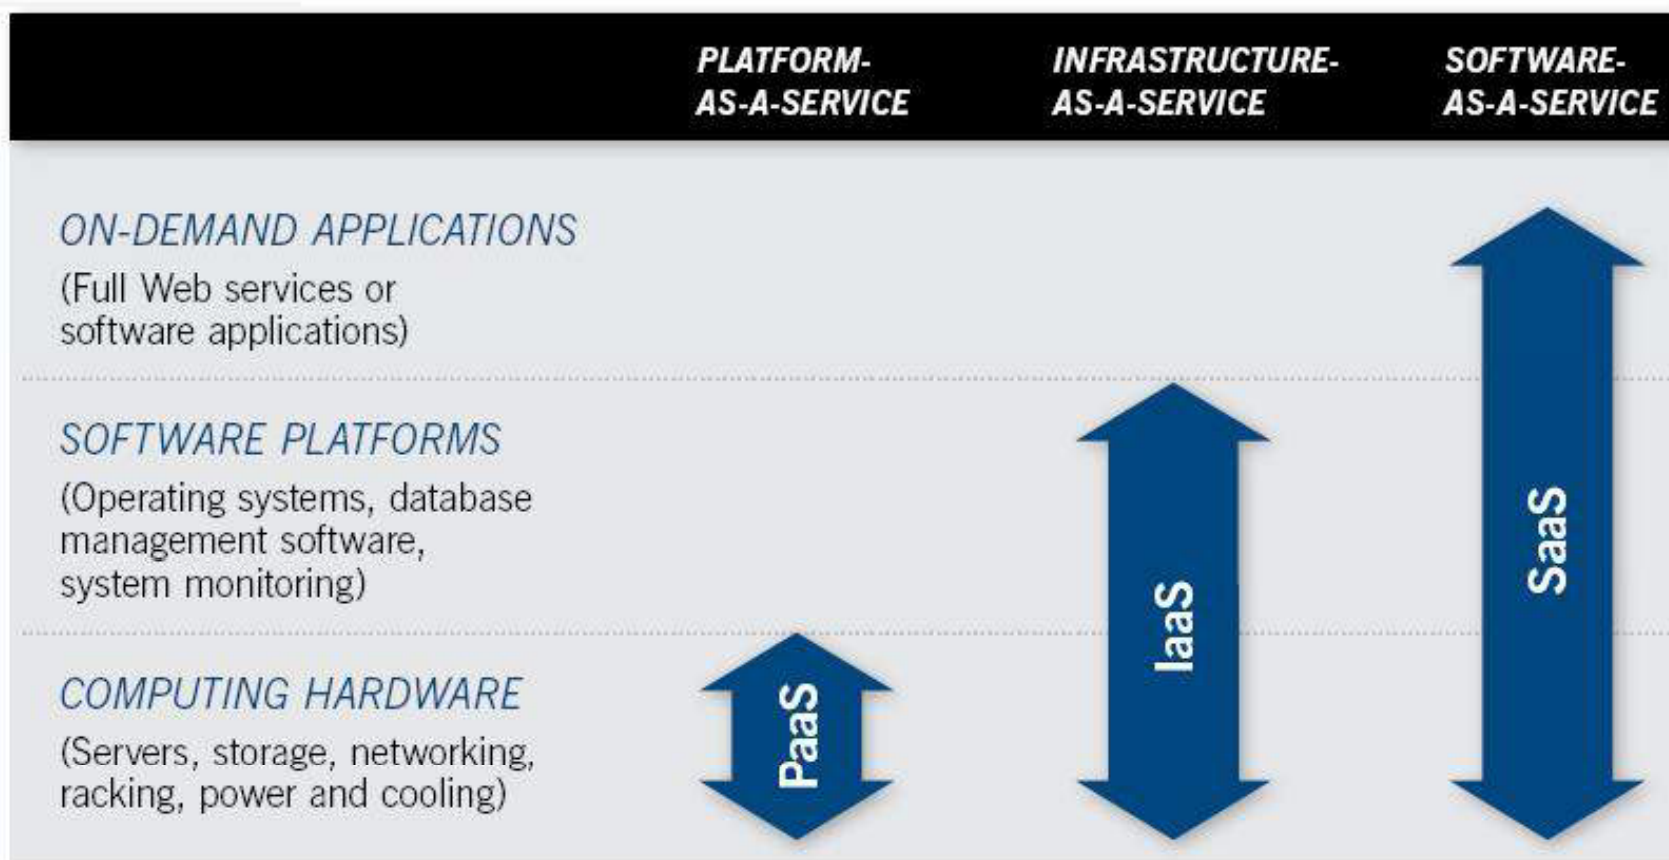 PLATFORM-
AS-A-SERVICE
INFRASTRUCTURE-
AS-A-SERVICE
SOFTWARE-
AS-A-SERVICE
ON-DEMAND APPLICATIONS
(Full Web services or
software applications)
SOFTWARE PLATFORMS
(Operating systems, database
management software,
system monitoring)
COMPUTING HARDWARE
(Servers, storage, networking,
racking, power and cooling)
PaaS
IaaS
SaaS